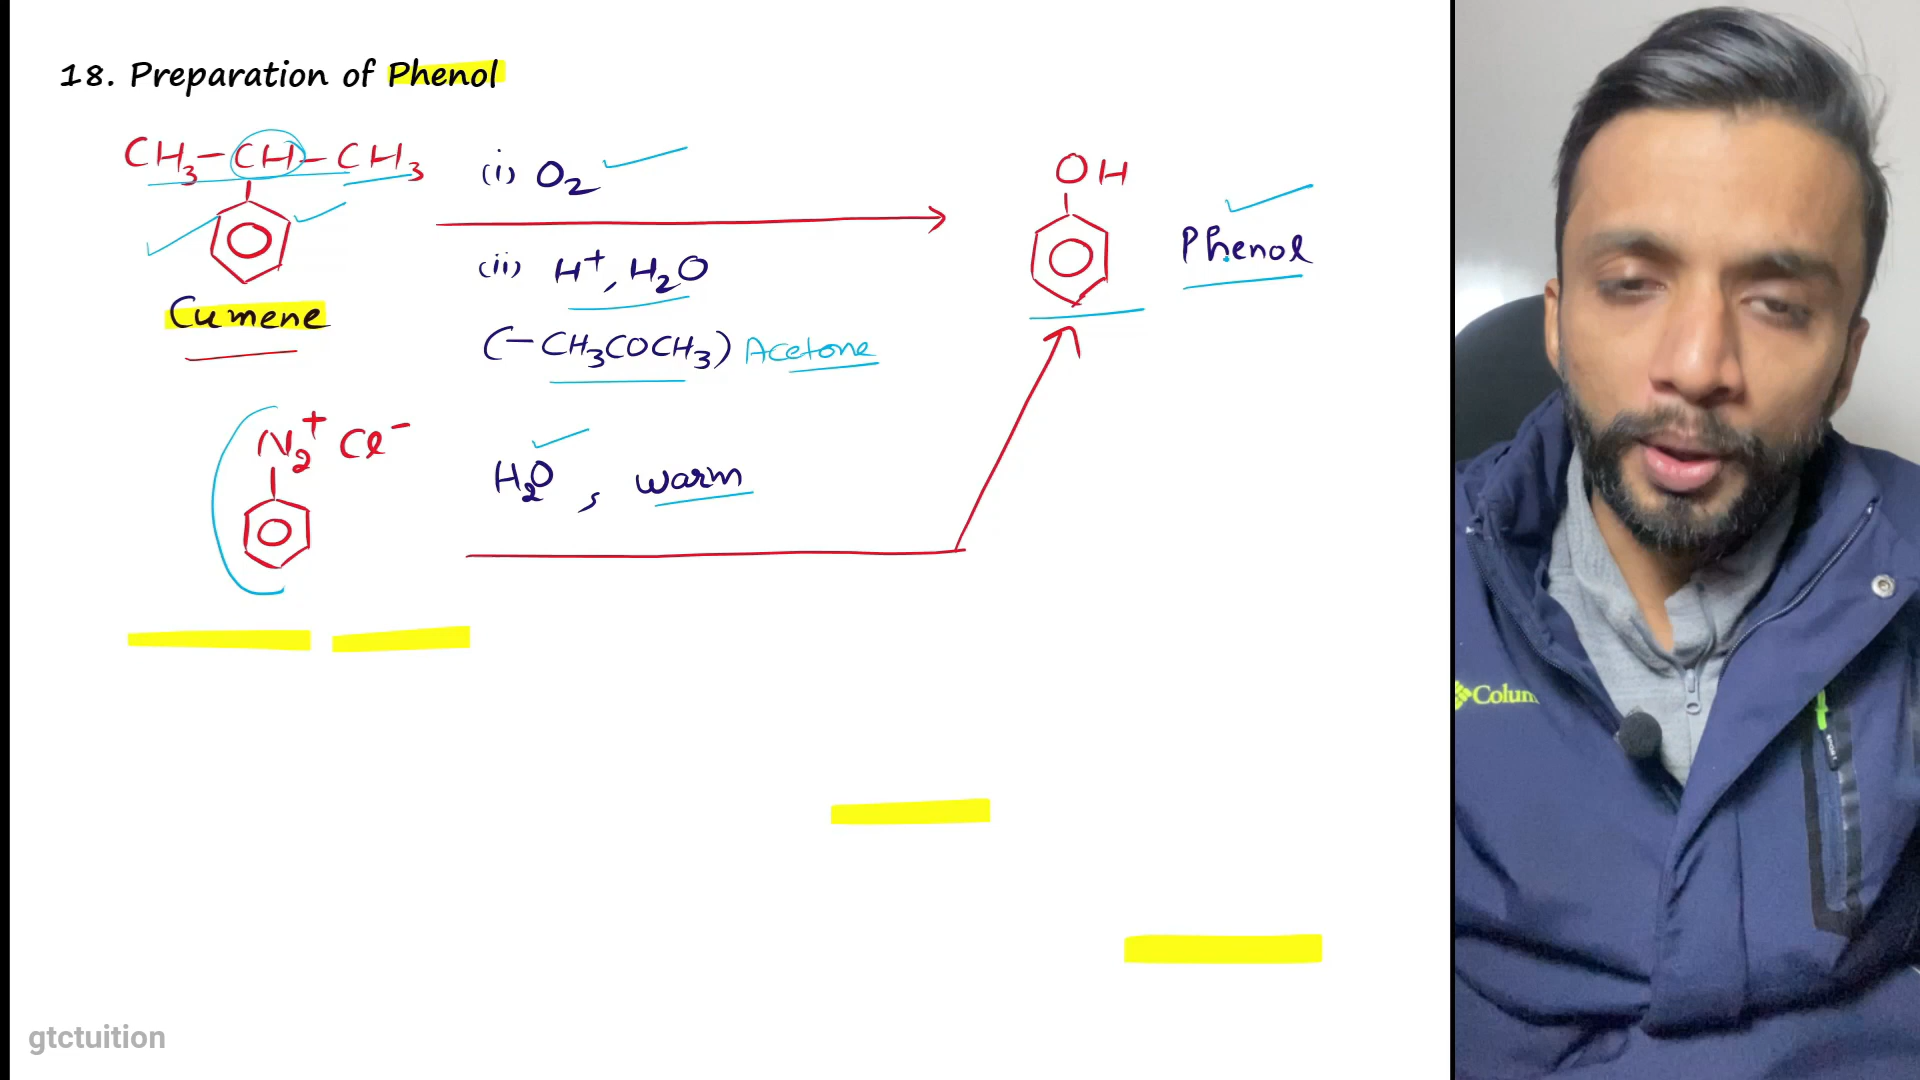 18. Preparation of Phenol
CH3-CH-CH3
(i) O2
OH
Phenol
(ii) H+, H2O
Cumene
(-CH3COCH3) Acetone
N2+ Cl-
H2O, warm
Colum
gtctuition